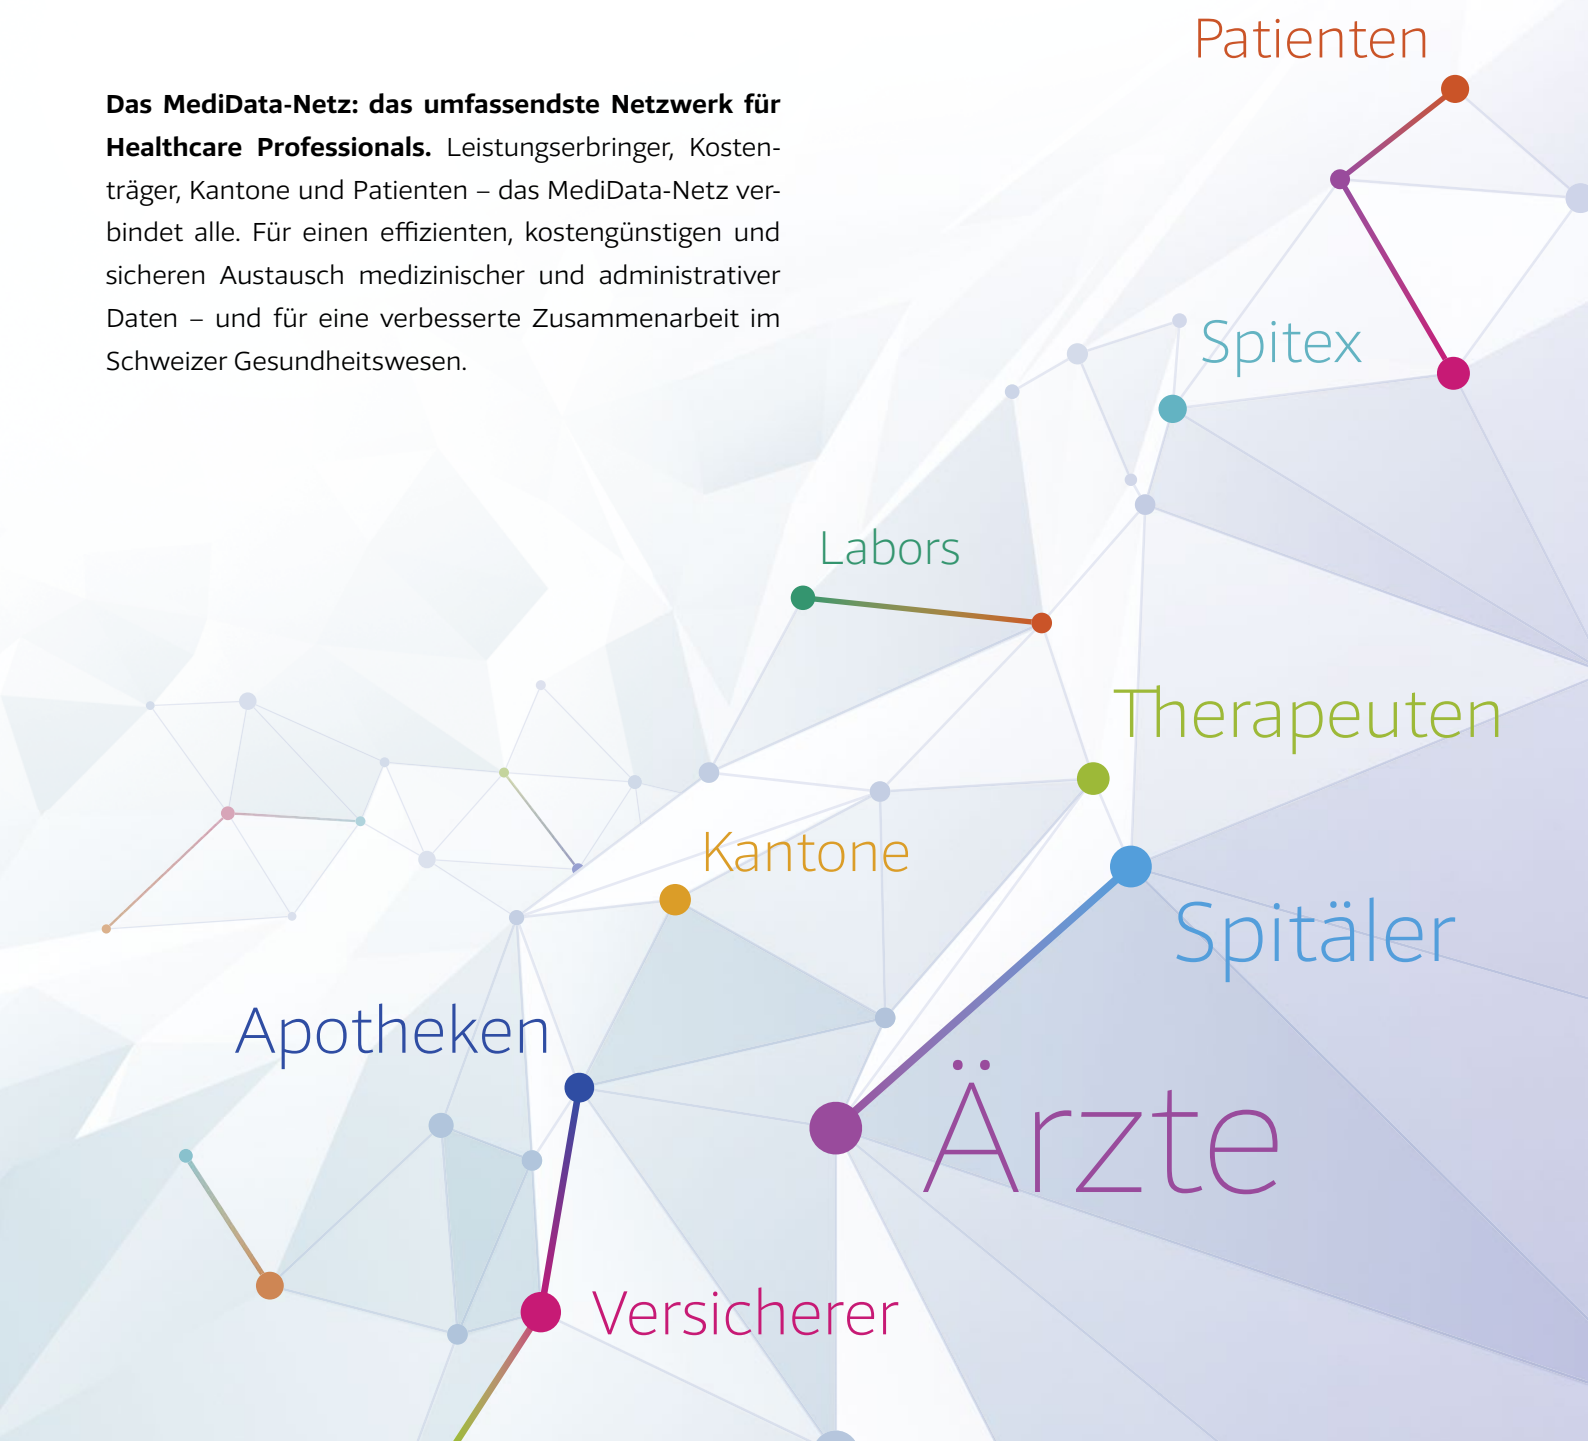 Patienten
Das MediData-Netz: das umfassendste Netzwerk für
Healthcare Professionals. Leistungserbringer, Kosten-
träger, Kantone und Patienten – das MediData-Netz ver-
bindet alle. Für einen effizienten, kostengünstigen und
sicheren Austausch medizinischer und administrativer
Daten – und für eine verbesserte Zusammenarbeit im
Schweizer Gesundheitswesen.
Spitex
Labors
Therapeuten
Kantone
Spitäler
Apotheken
Ärzte
Versicherer